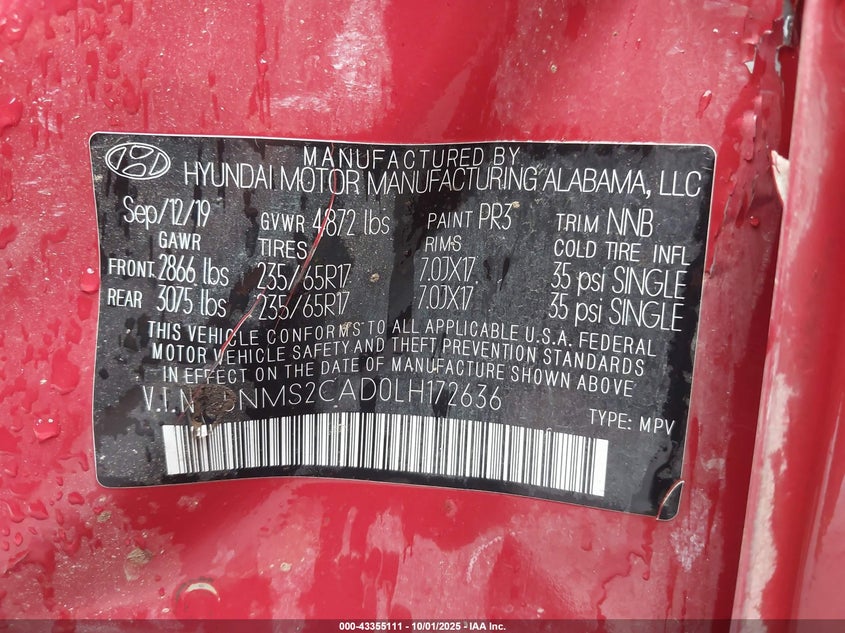 MANUFACTURED BY
HYUNDAI MOTOR MANUFACTURING ALABAMA, LLC
Sep/12/19 GVWR 4872 lbs PAINT PR3 TRIM NNB
GAWR TIRES RIMS COLD TIRE INFL
FRONT 2866 lbs 235/65R17 7.0JX17 35 psi SINGLE
REAR 3075 lbs 235/65R17 7.0JX17 35 psi SINGLE
THIS VEHICLE CONFORMS TO ALL APPLICABLE U.S.A. FEDERAL
MOTOR VEHICLE SAFETY AND THEFT PREVENTION STANDARDS
IN EFFECT ON THE DATE OF MANUFACTURE SHOWN ABOVE
V.I.N NMS2CAD0LH172636
TYPE: MPV
000-43355111 - 10/01/2025 - IAA Inc.